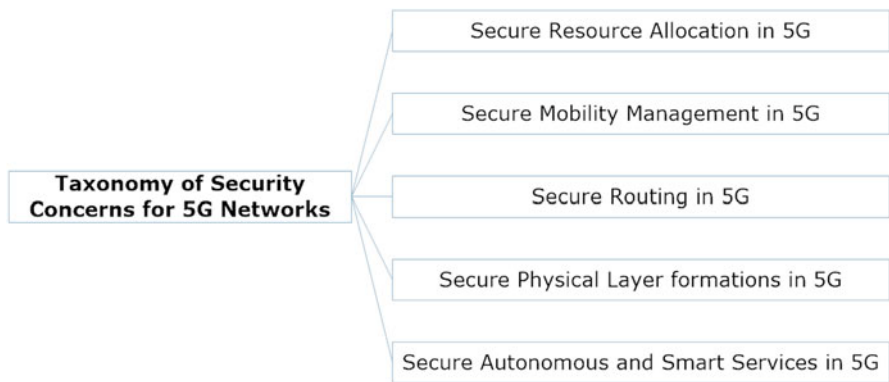 Secure Resource Allocation in 5G
Secure Mobility Management in 5G
Taxonomy of Security
Concerns for 5G Networks
Secure Routing in 5G
Secure Physical Layer formations in 5G
Secure Autonomous and Smart Services in 5G